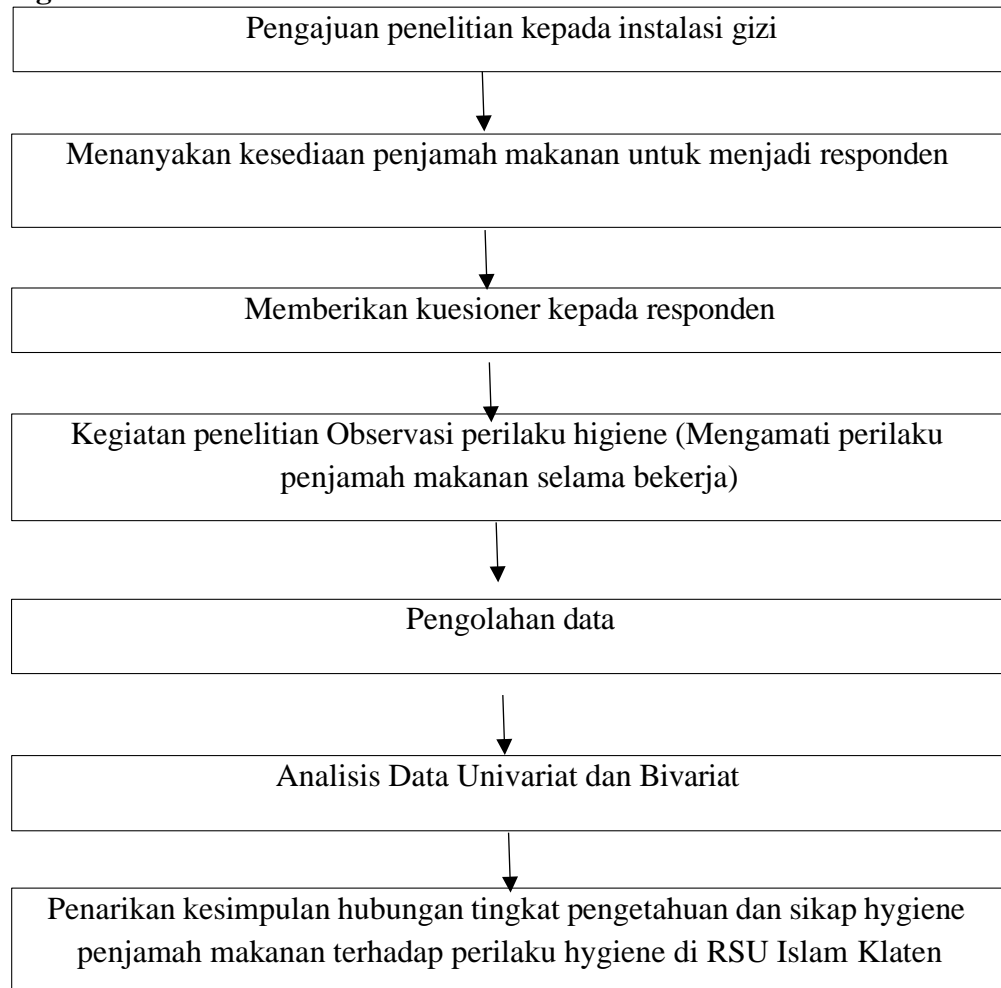 Pengajuan penelitian kepada instalasi gizi
Menanyakan kesediaan penjamah makanan untuk menjadi responden
Memberikan kuesioner kepada responden
Kegiatan penelitian Observasi perilaku higiene (Mengamati perilaku
penjamah makanan selama bekerja)
Pengolahan data
Analisis Data Univariat dan Bivariat
Penarikan kesimpulan hubungan tingkat pengetahuan dan sikap hygiene
penjamah makanan terhadap perilaku hygiene di RSU Islam Klaten